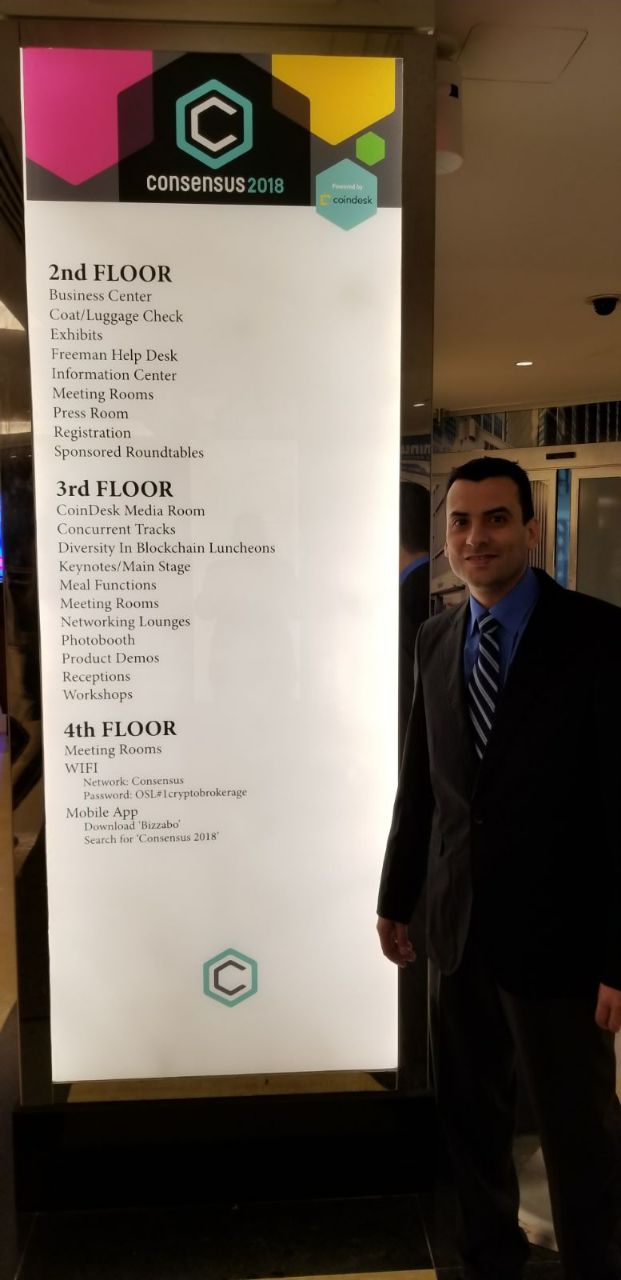 consensus 2018
Powered by
coindesk
2nd FLOOR
Business Center
Coat/Luggage Check
Exhibits
Freeman Help Desk
Information Center
Meeting Rooms
Press Room
Registration
Sponsored Roundtables
3rd FLOOR
CoinDesk Media Room
Concurrent Tracks
Diversity In Blockchain Luncheons
Keynotes/Main Stage
Meal Functions
Meeting Rooms
Networking Lounges
Photobooth
Product Demos
Receptions
Workshops
4th FLOOR
Meeting Rooms
WIFI
Network: Consensus
Password: OSL#1cryptobrokerage
Mobile App
Download 'Bizzabo'
Search for 'Consensus 2018'